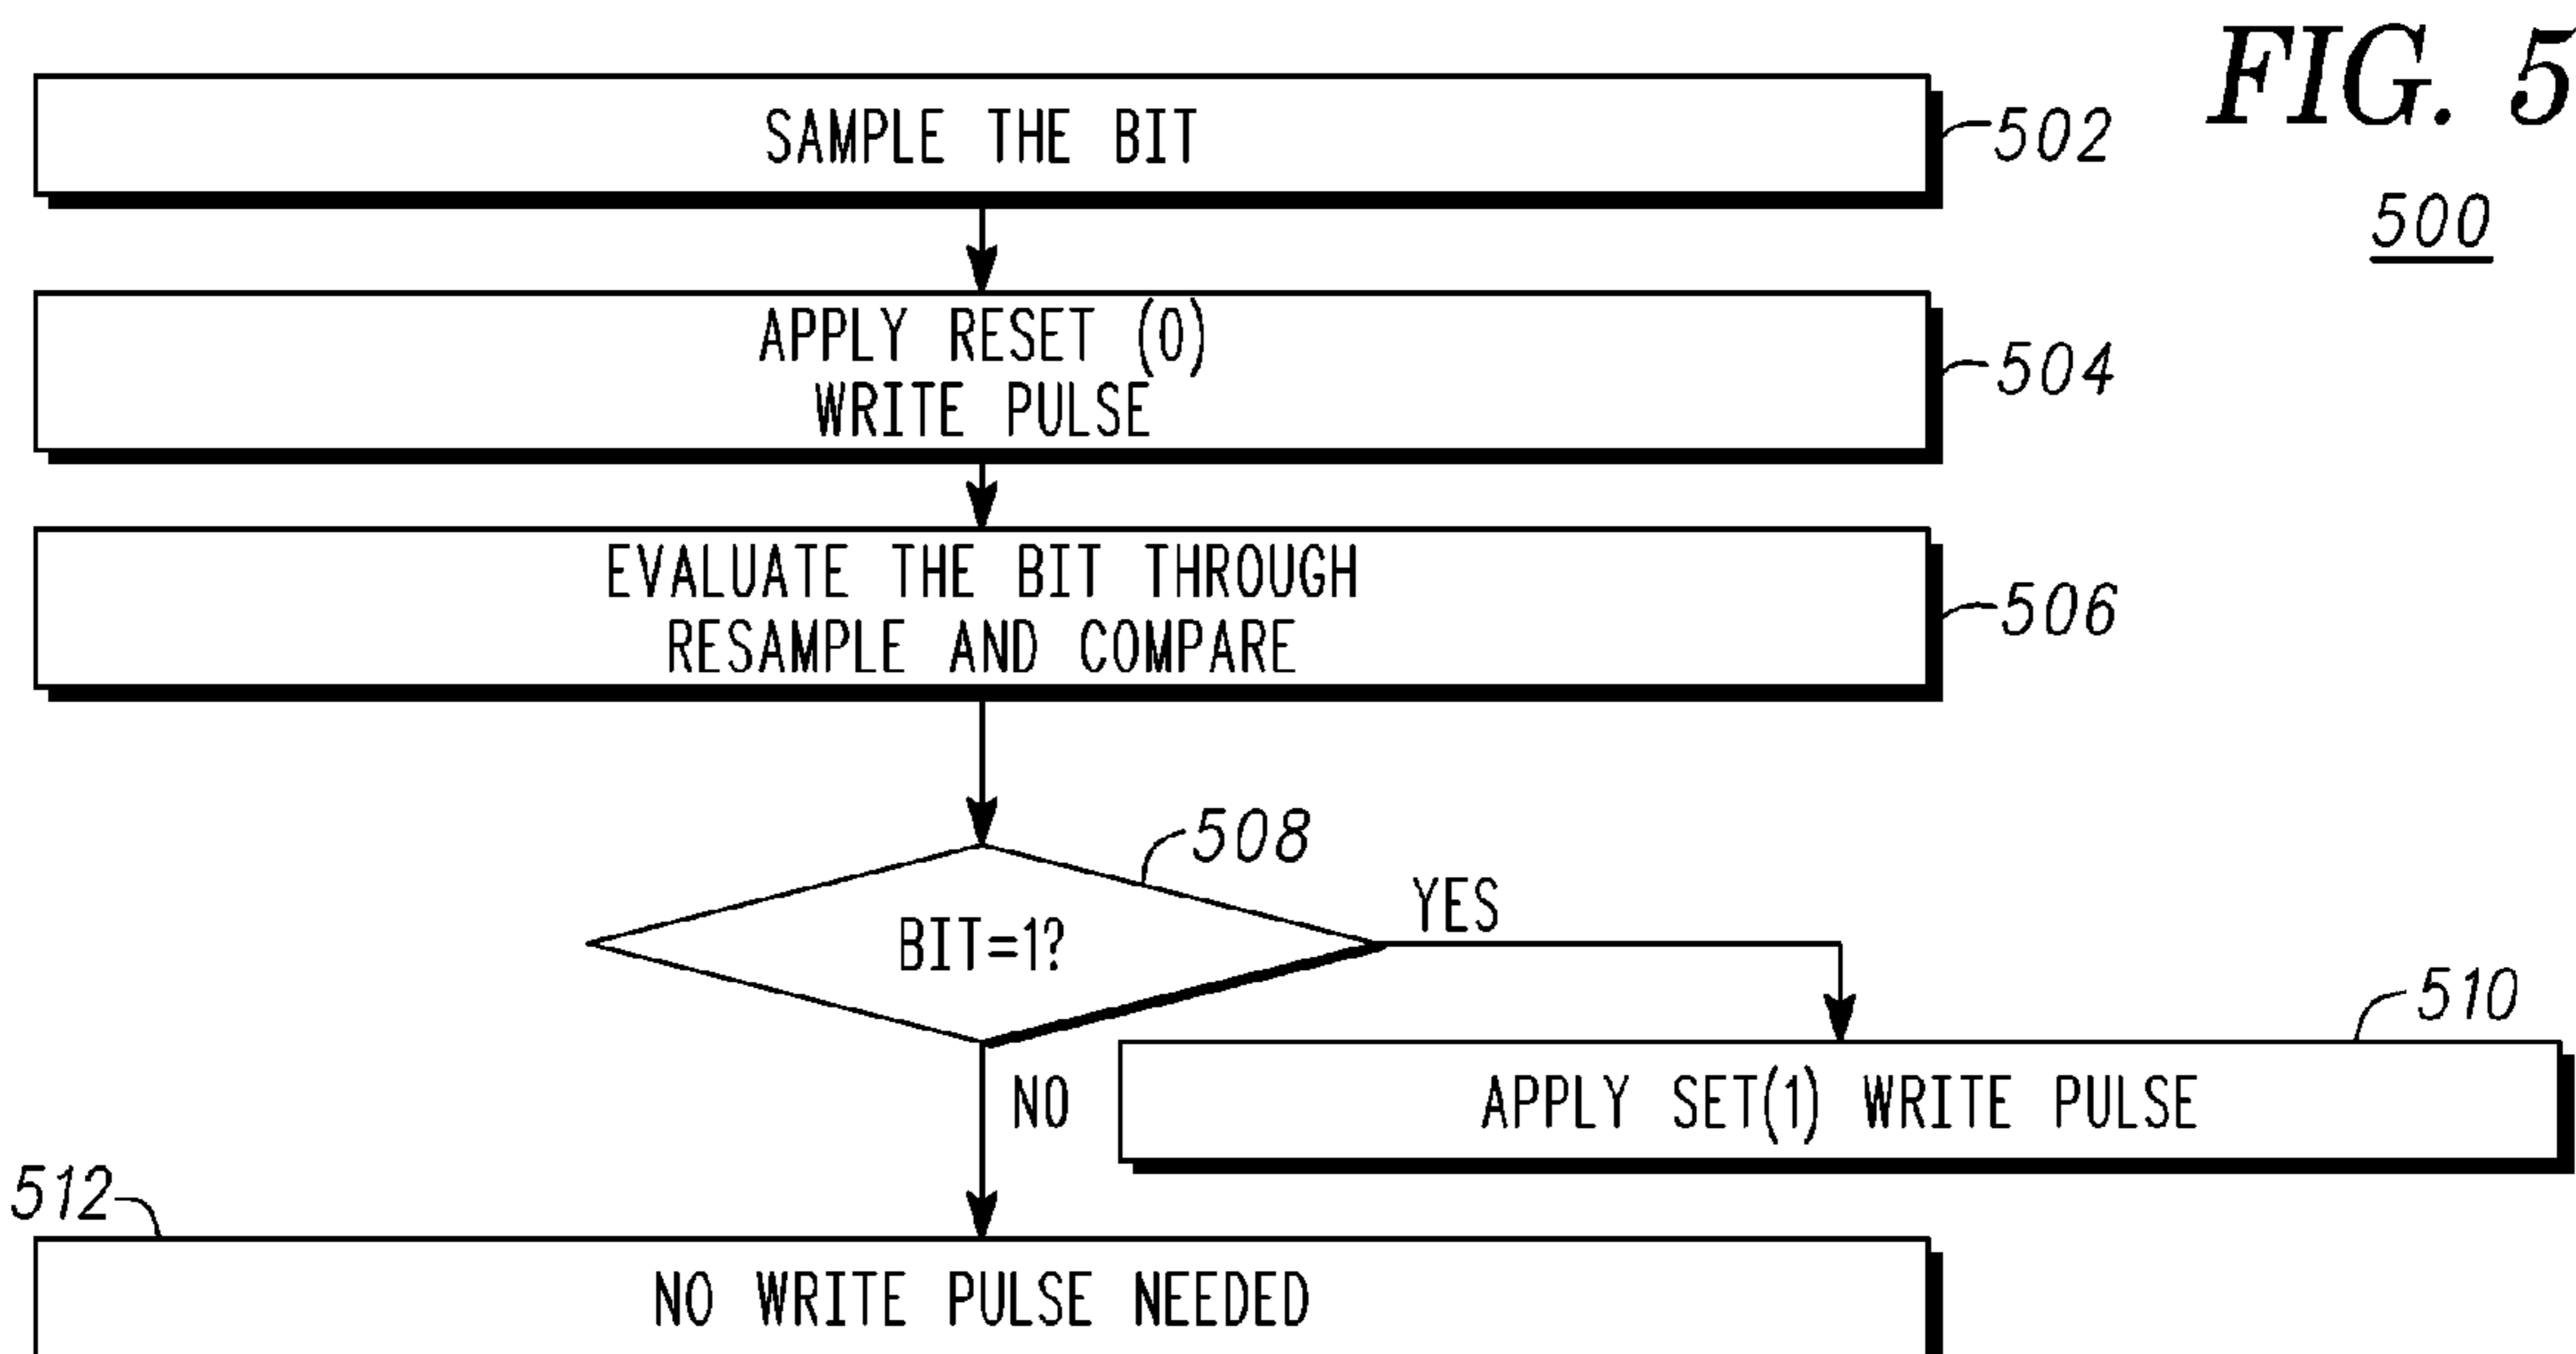 FIG. 5
500
SAMPLE THE BIT
502
APPLY RESET (0)
WRITE PULSE
504
EVALUATE THE BIT THROUGH
RESAMPLE AND COMPARE
506
508
BIT=1?
YES
NO
510
APPLY SET(1) WRITE PULSE
512
NO WRITE PULSE NEEDED